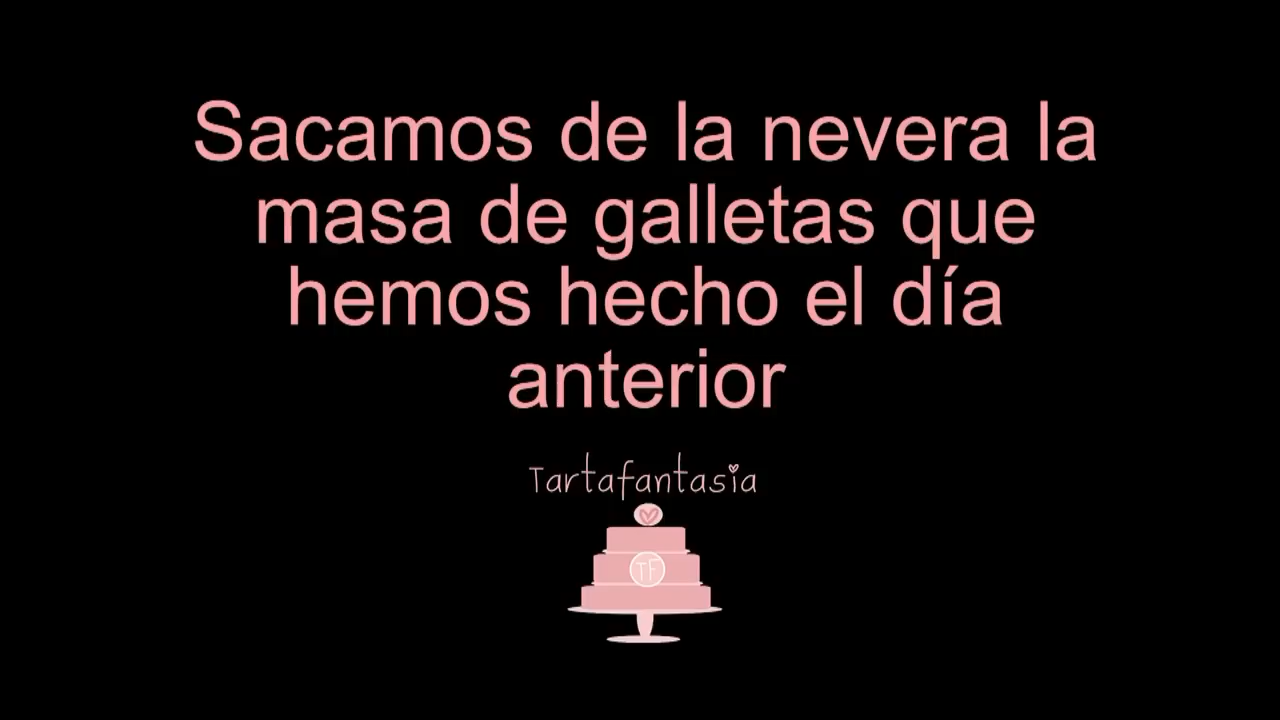 Sacamos de la nevera la
masa de galletas que
hemos hecho el día
anterior
Tartafantasia
TF